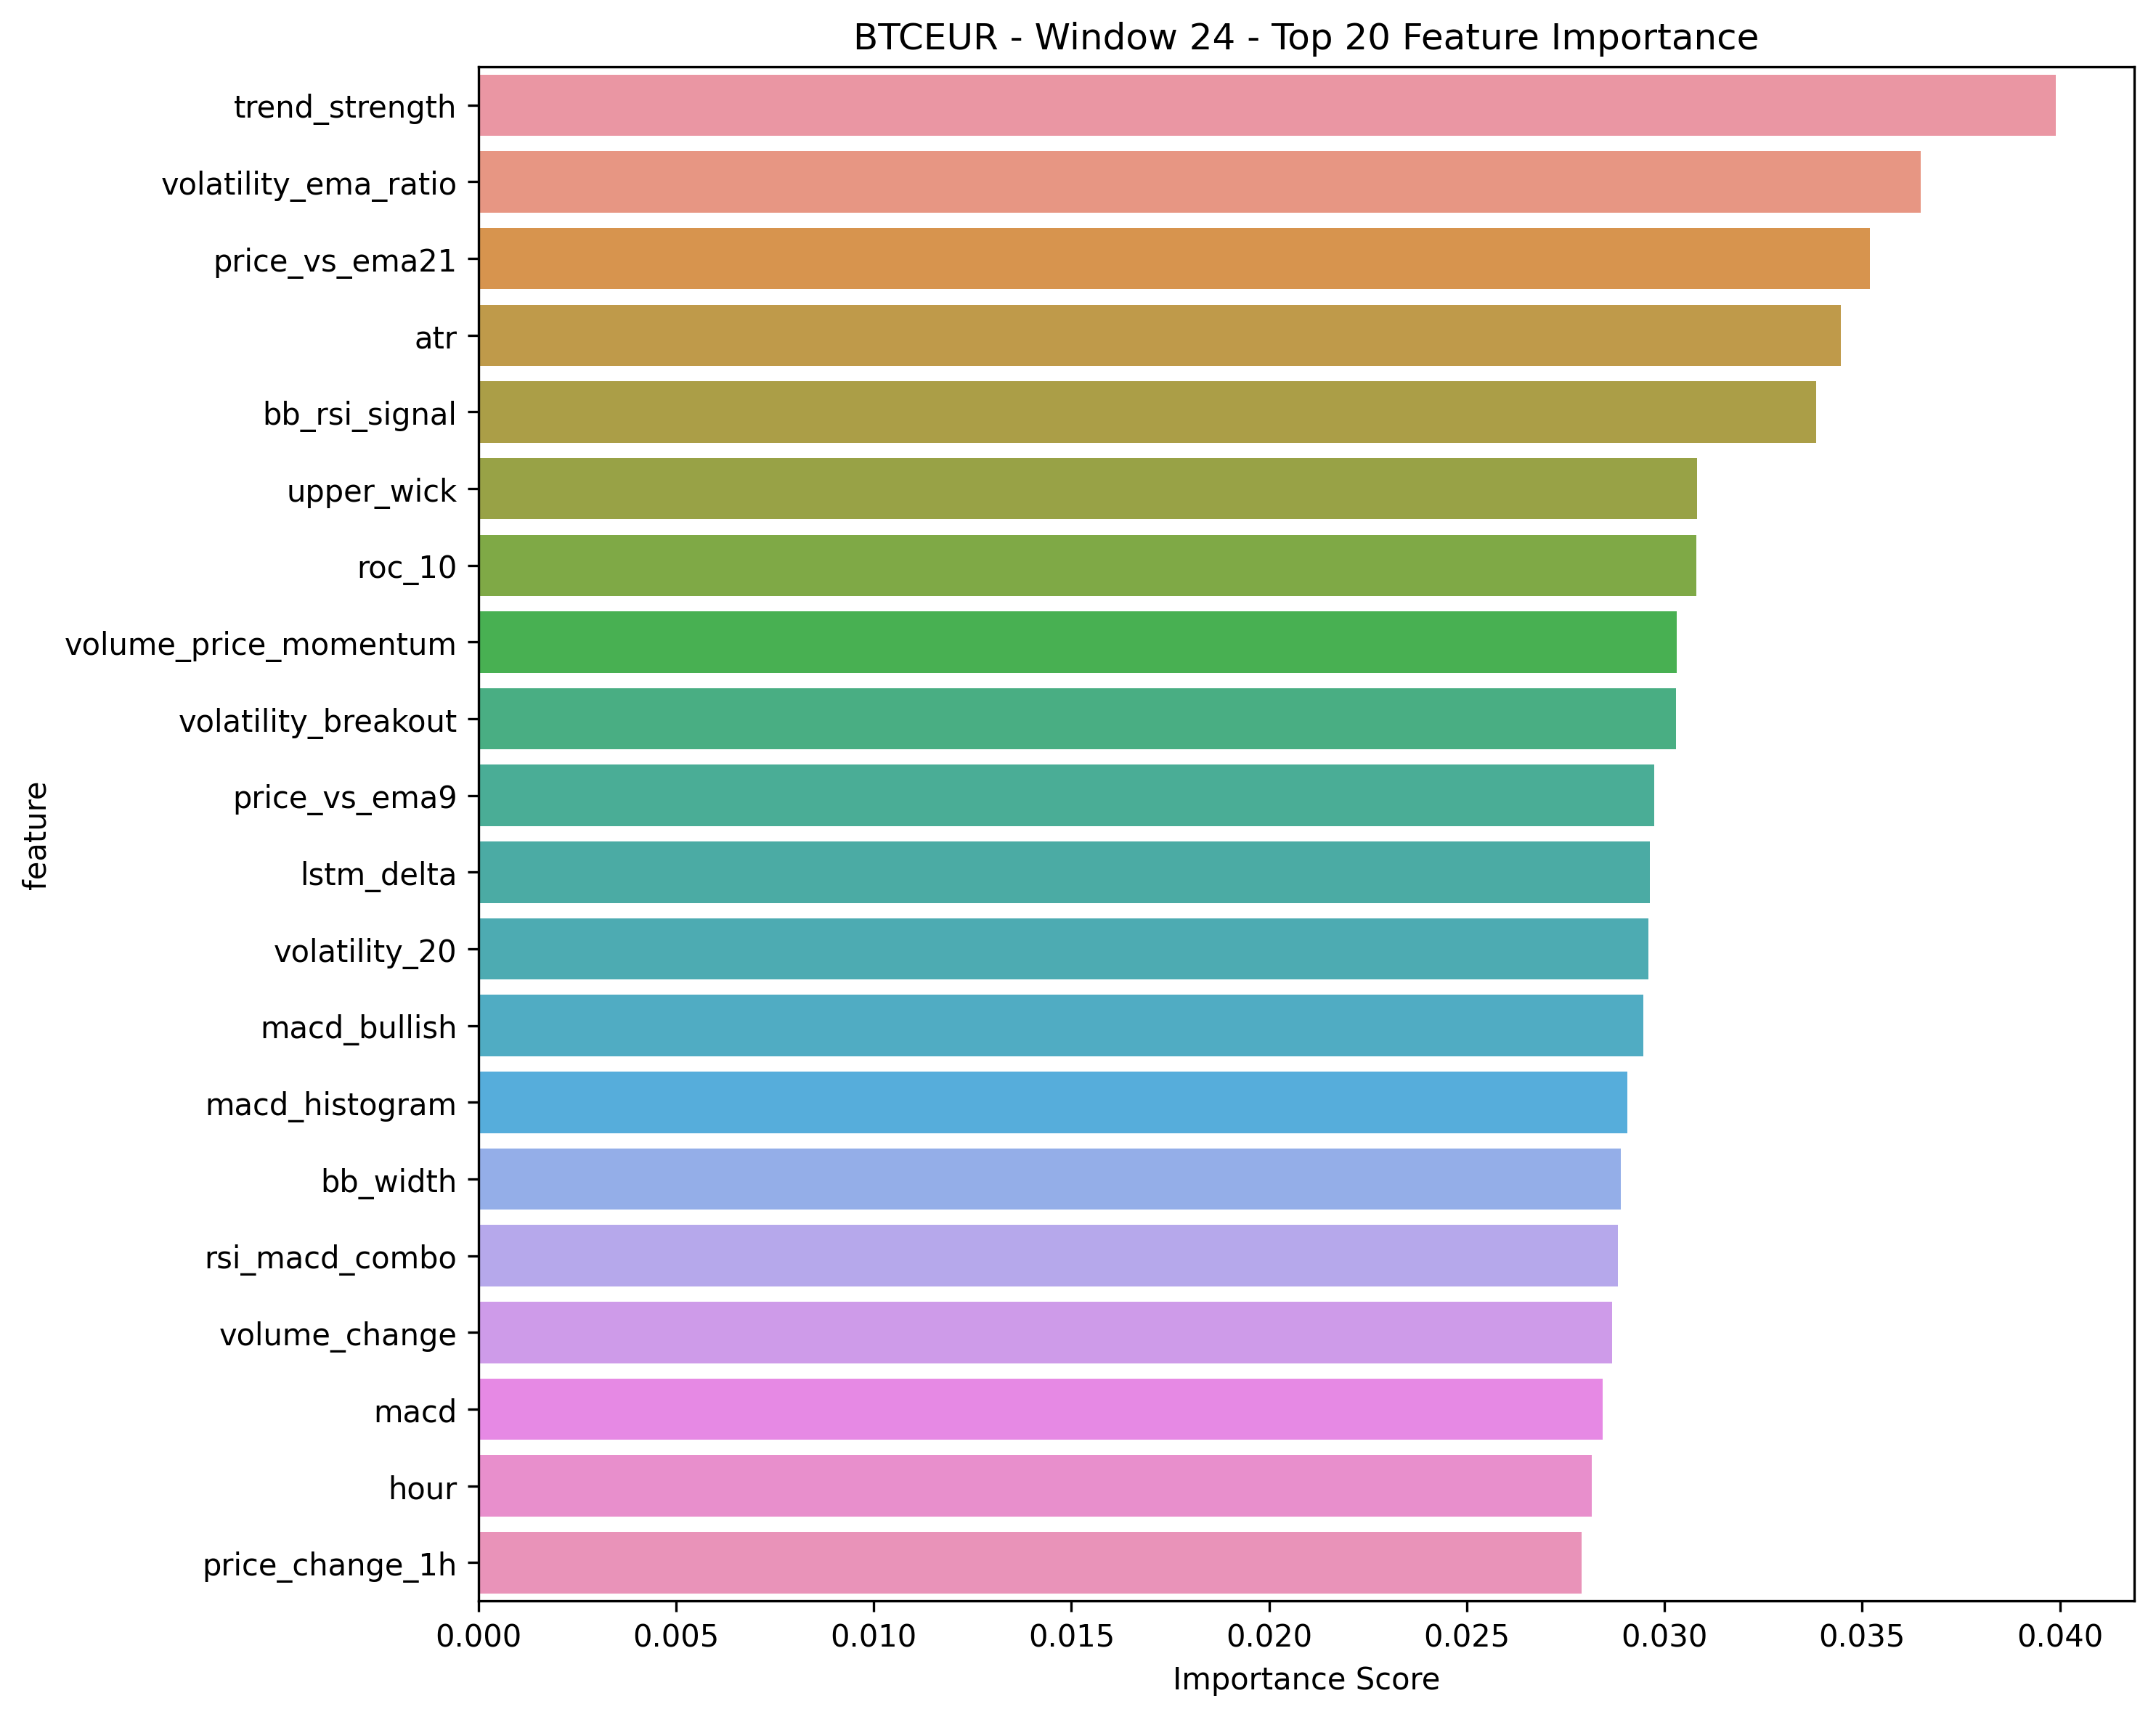 BTCEUR - Window 24 - Top 20 Feature Importance
feature
trend_strength
volatility_ema_ratio
price_vs_ema21
atr
bb_rsi_signal
upper_wick
roc_10
volume_price_momentum
volatility_breakout
price_vs_ema9
lstm_delta
volatility_20
macd_bullish
macd_histogram
bb_width
rsi_macd_combo
volume_change
macd
hour
price_change_1h
0.000 0.005 0.010 0.015 0.020 0.025 0.030 0.035 0.040
Importance Score